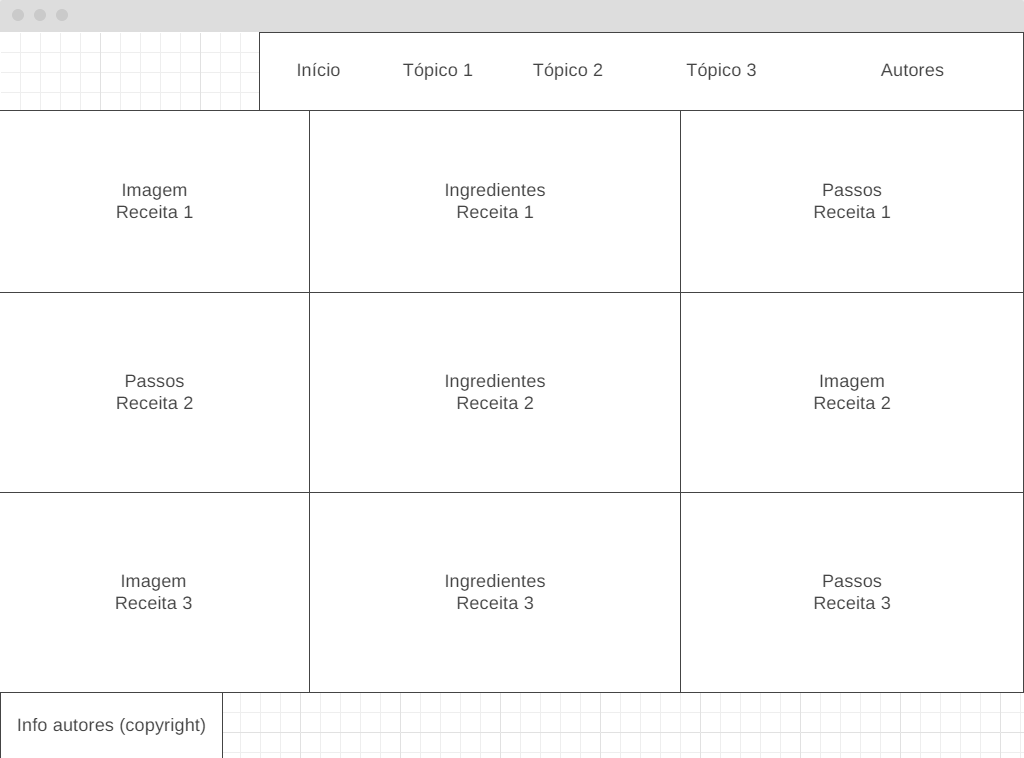 Início
Tópico 1
Tópico 2
Tópico 3
Autores
Imagem
Receita 1
Ingredientes
Receita 1
Passos
Receita 1
Passos
Receita 2
Ingredientes
Receita 2
Imagem
Receita 2
Imagem
Receita 3
Ingredientes
Receita 3
Passos
Receita 3
Info autores (copyright)